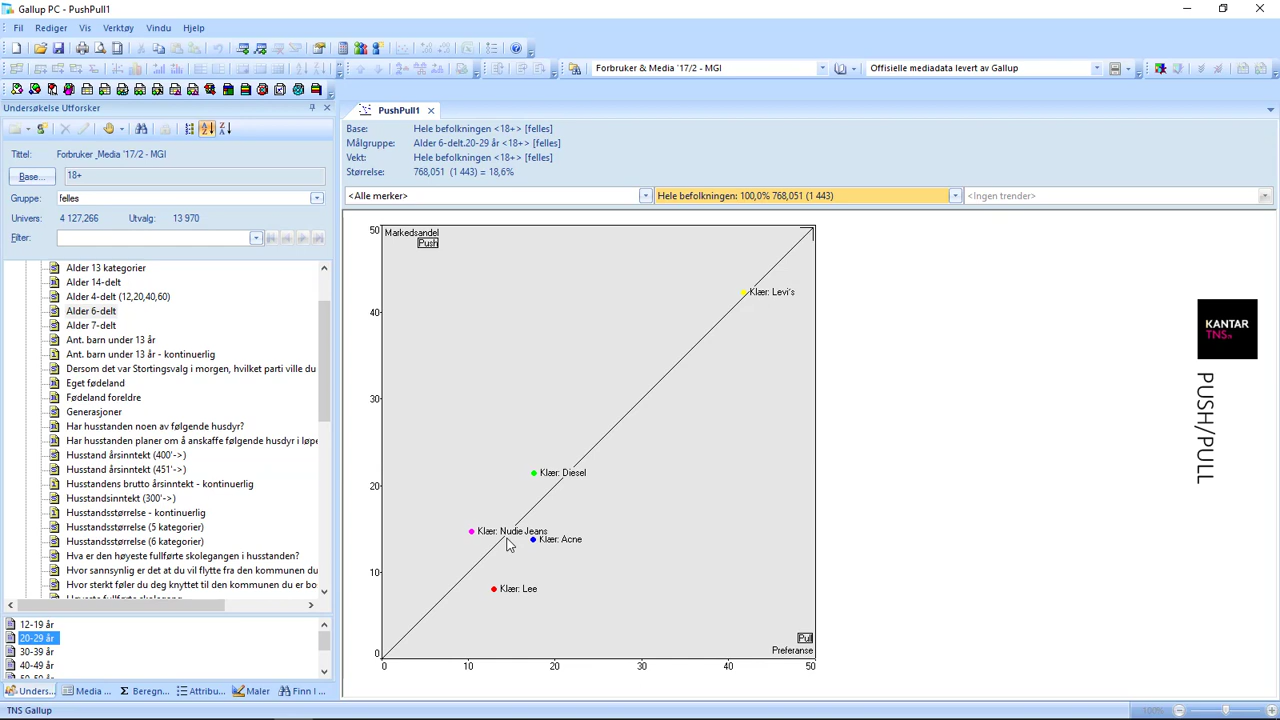 Gallup PC - PushPull1
Fil Rediger Vis Verktøy Vindu Hjelp
Forbruker & Media '17/2 - MGI
Offisielle mediadata levert av Gallup
Undersøkelse Utforsker
Tittel: Forbruker _Media '17/2 - MGI
Base... 18+
Gruppe: felles
Univers: 4 127,266 Utvalg: 13 970
Filter:
Alder 13 kategorier
Alder 14-delt
Alder 4-delt (12,20,40,60)
Alder 6-delt
Alder 7-delt
Ant. barn under 13 år
Ant. barn under 13 år - kontinuerlig
Dersom det var Stortingsvalg i morgen, hvilket parti ville du
Eget fødeland
Fødeland foreldre
Generasjoner
Har husstanden noen av følgende husdyr?
Har husstanden planer om å anskaffe følgende husdyr i løpe
Husstand årsinntekt (400'->)
Husstand årsinntekt (451'->)
Husstandens brutto årsinntekt - kontinuerlig
Husstandsinntekt (300'->)
Husstandsstørrelse - kontinuerlig
Husstandsstørrelse (5 kategorier)
Husstandsstørrelse (6 kategorier)
Hva er den høyeste fullførte skolegangen i husstanden?
Hvor sannsynlig er det at du vil flytte fra den kommunen du
Hvor sterkt føler du deg knyttet til den kommunen du er bo
12-19 år
20-29 år
30-39 år
40-49 år
Unders... Media ... Σ Beregn... Attribu... Maler Finn I ...
TNS Gallup
PushPull1
Base: Hele befolkningen <18+> [felles]
Målgruppe: Alder 6-delt.20-29 år <18+> [felles]
Vekt: Hele befolkningen <18+> [felles]
Størrelse: 768,051 (1 443) = 18,6%
<Alle merker>
Hele befolkningen: 100,0% 768,051 (1 443)
<Ingen trender>
50
Markedsandel
Push
Klær: Levi's
40
30
Klær: Diesel
20
Klær: Nudie Jeans
Klær: Acne
10
Klær: Lee
Pull
Preferanse
0
0 10 20 30 40 50
KANTAR
TNS
PUSH/PULL
100%